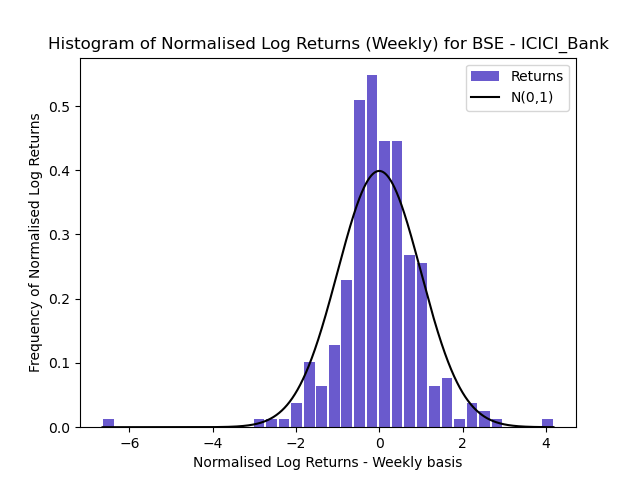 Histogram of Normalised Log Returns (Weekly) for BSE - ICICI_Bank
Returns
N(0,1)
Frequency of Normalised Log Returns
0.5
0.4
0.3
0.2
0.1
0.0
−6
−4
−2
0
2
4
Normalised Log Returns - Weekly basis